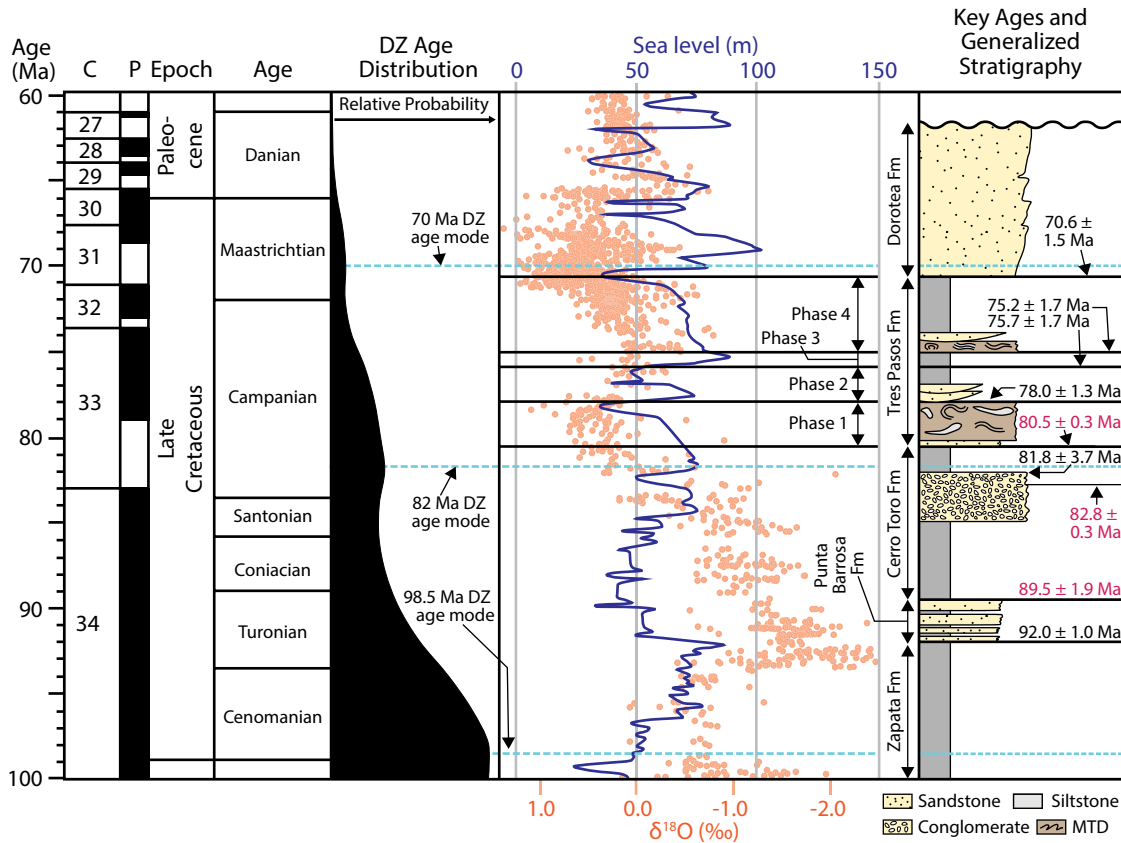 Age
(Ma)
C
P
Epoch
Age
DZ Age
Distribution
Sea level (m)
0
50
100
150
Key Ages and
Generalized
Stratigraphy
60
70
80
90
100
27
28
29
30
31
32
33
34
Paleo-
cene
Late
Cretaceous
Danian
Maastrichtian
Campanian
Santonian
Coniacian
Turonian
Cenomanian
Relative Probability
70 Ma DZ
age mode
82 Ma DZ
age mode
98.5 Ma DZ
age mode
Phase 4
Phase 3
Phase 2
Phase 1
Punta
Barrosa
Fm
Dorotea Fm
Tres Pasos Fm
Cerro Toro Fm
Zapata Fm
70.6 ±
1.5 Ma
75.2 ± 1.7 Ma
75.7 ± 1.7 Ma
78.0 ± 1.3 Ma
80.5 ± 0.3 Ma
81.8 ± 3.7 Ma
82.8 ±
0.3 Ma
89.5 ± 1.9 Ma
92.0 ± 1.0 Ma
1.0
0.0
-1.0
-2.0
δ¹⁸O (‰)
Sandstone
Siltstone
Conglomerate
MTD